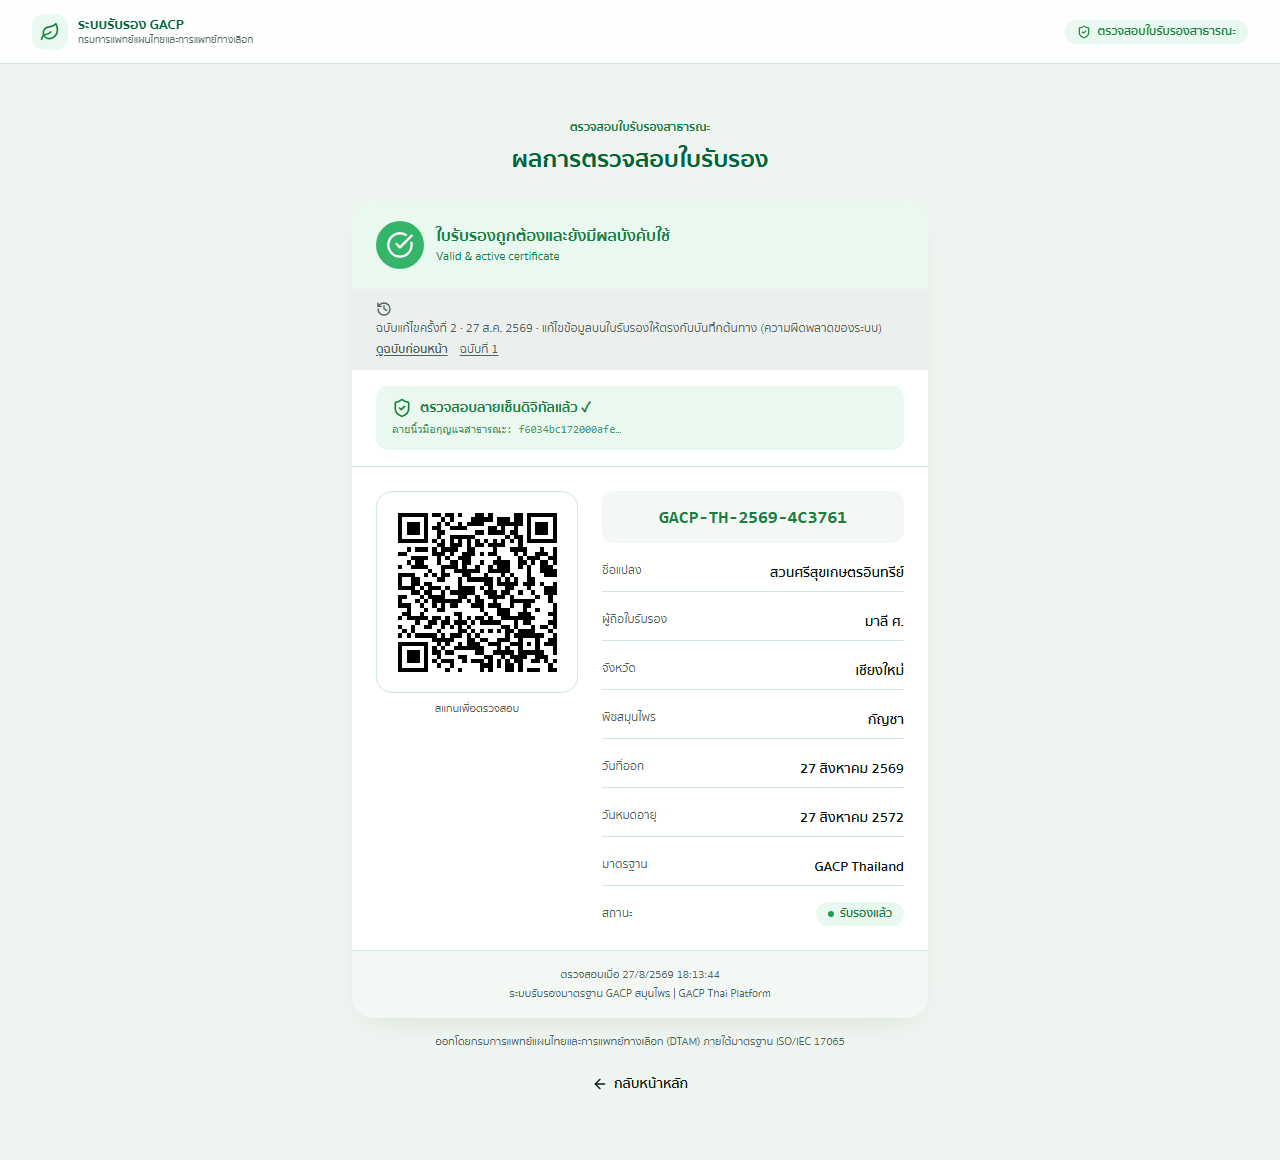 ระบบรับรอง GACP
กรมการแพทย์แผนไทยและการแพทย์ทางเลือก
ตรวจสอบใบรับรองสาธารณะ
ตรวจสอบใบรับรองสาธารณะ
ผลการตรวจสอบใบรับรอง
ใบรับรองถูกต้องและยังมีผลบังคับใช้
Valid & active certificate
ฉบับแก้ไขครั้งที่ 2 · 27 ส.ค. 2569 · แก้ไขข้อมูลบนใบรับรองให้ตรงกับบันทึกต้นทาง (ความผิดพลาดของระบบ)
ดูฉบับก่อนหน้า ฉบับที่ 1
ตรวจสอบลายเซ็นดิจิทัลแล้ว ✓
ลายนิ้วมือกุญแจสาธารณะ: f6034bc172000afe…
GACP-TH-2569-4C3761
ชื่อแปลง สวนศรีสุขเกษตรอินทรีย์
ผู้ถือใบรับรอง มาลี ศ.
จังหวัด เชียงใหม่
พืชสมุนไพร กัญชา
วันที่ออก 27 สิงหาคม 2569
วันหมดอายุ 27 สิงหาคม 2572
มาตรฐาน GACP Thailand
สถานะ รับรองแล้ว
สแกนเพื่อตรวจสอบ
ตรวจสอบเมื่อ 27/8/2569 18:13:44
ระบบรับรองมาตรฐาน GACP สมุนไพร | GACP Thai Platform
ออกโดยกรมการแพทย์แผนไทยและการแพทย์ทางเลือก (DTAM) ภายใต้มาตรฐาน ISO/IEC 17065
← กลับหน้าหลัก